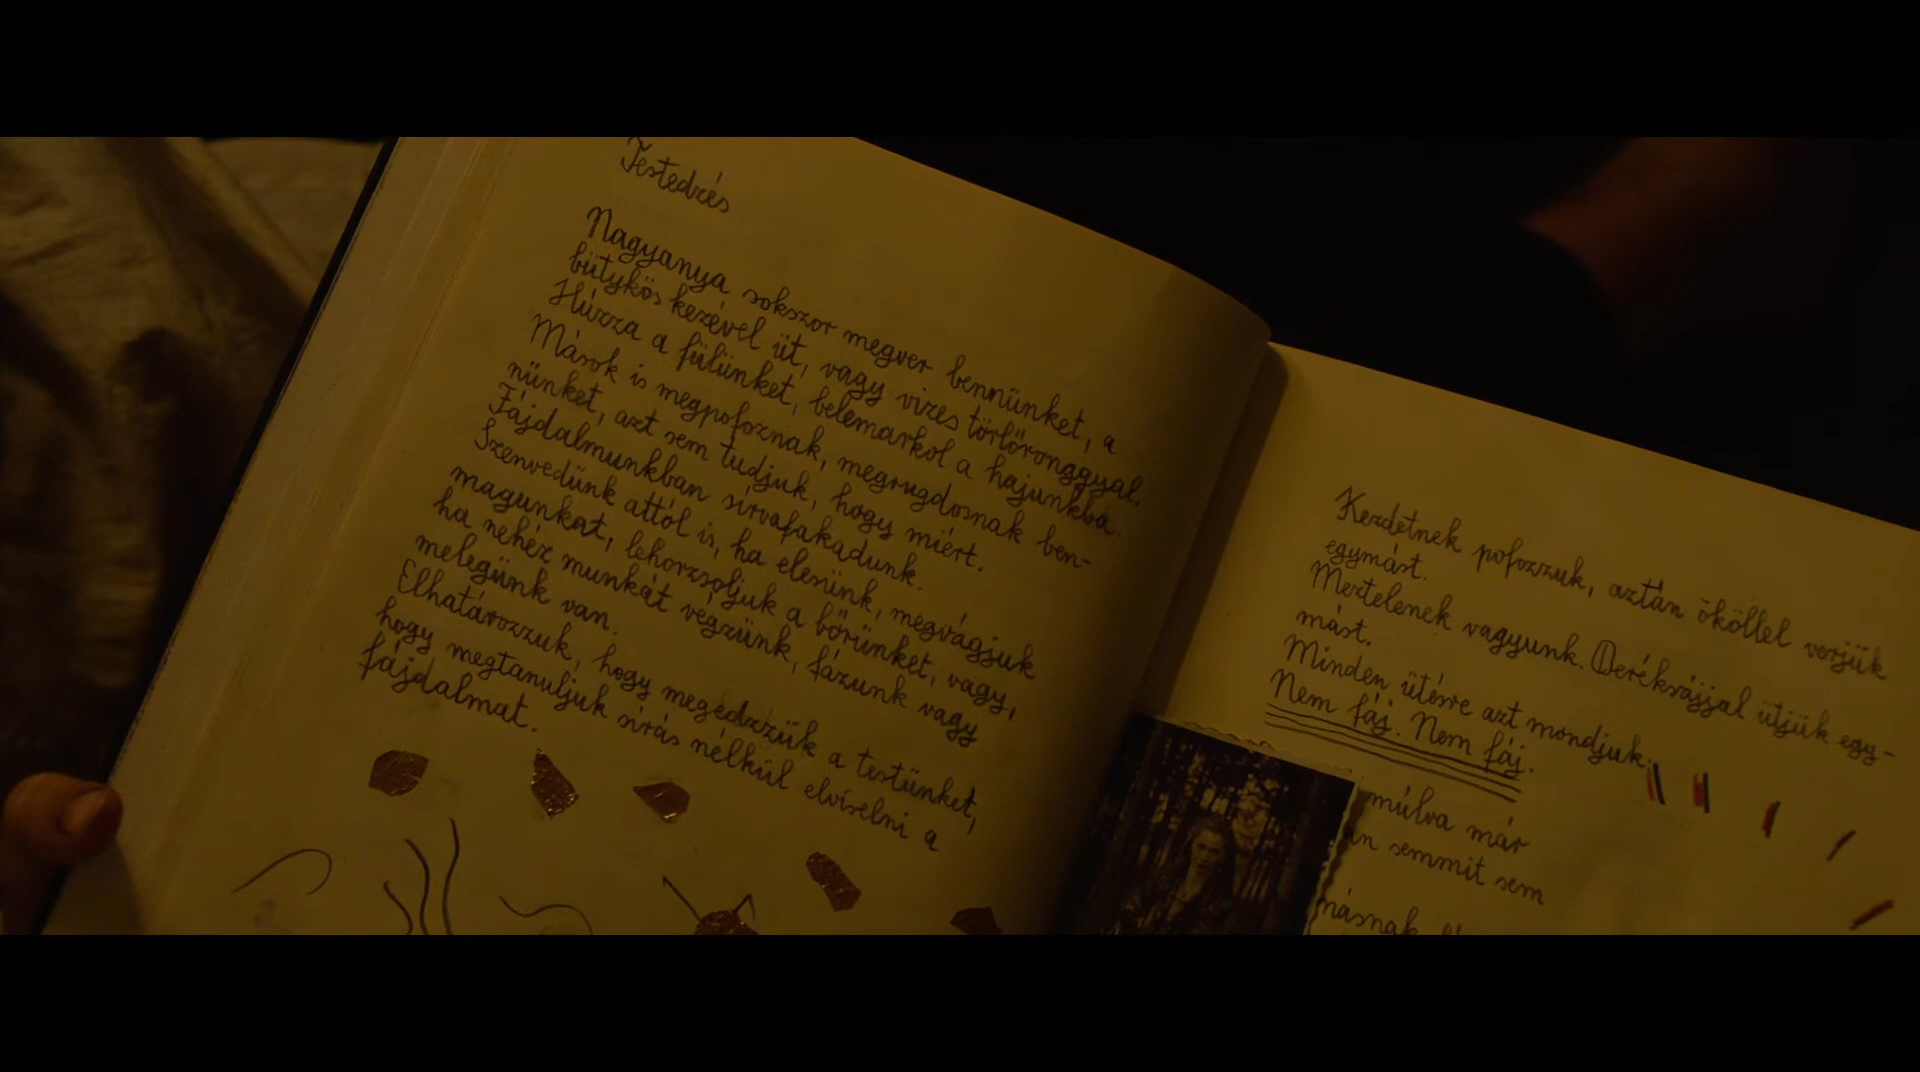 Testedzés
Nagyanya sokszor megver bennünket, a
bütykös kezével üt, vagy vizes törlőronggyal.
Húzza a fülünket, belemarkol a hajunkba.
Mások is megpofoznak, megrugdosnak ben-
nünket, azt sem tudjuk, hogy miért.
Fájdalmunkban sírvafakadunk.
Szenvedünk attól is, ha elesünk, megvágjuk
magunkat, lehorzsoljuk a bőrünket, vagy,
ha nehéz munkát végzünk, fázunk vagy
melegünk van.
Elhatározzuk, hogy megedzzük a testünket,
hogy megtanuljuk sírás nélkül elviselni a
fájdalmat.
Kezdetnek pofozzuk, aztán ököllel verjük
egymást.
Meztelenek vagyunk. Derékszíjjal ütjük egy-
mást.
Minden ütésre azt mondjuk.
Nem fáj. Nem fáj.
múlva már
semmit sem